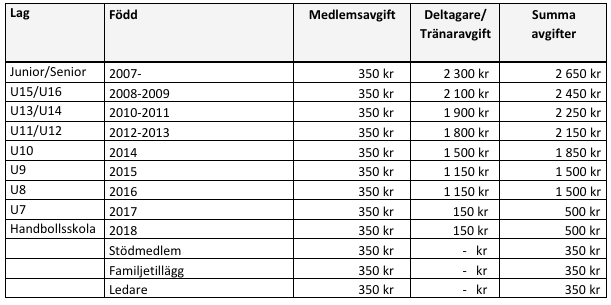 Lag Född Medlemsavgift Deltagare/ Summa
Tränaravgift avgifter
Junior/Senior 2007- 350 kr 2 300 kr 2 650 kr
U15/U16 2008-2009 350 kr 2 100 kr 2 450 kr
U13/U14 2010-2011 350 kr 1 900 kr 2 250 kr
U11/U12 2012-2013 350 kr 1 800 kr 2 150 kr
U10 2014 350 kr 1 500 kr 1 850 kr
U9 2015 350 kr 1 150 kr 1 500 kr
U8 2016 350 kr 1 150 kr 1 500 kr
U7 2017 350 kr 150 kr 500 kr
Handbollsskola 2018 350 kr 150 kr 500 kr
Stödmedlem 350 kr - kr 350 kr
Familjetillägg 350 kr - kr 350 kr
Ledare 350 kr - kr 350 kr